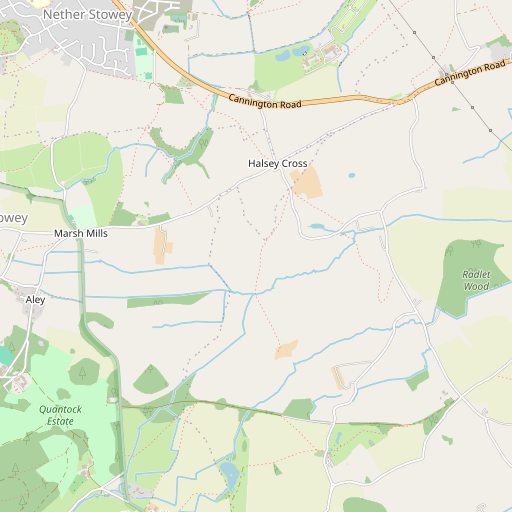 Nether Stowey
Cannington Road
Cannington Road
Halsey Cross
owey
Marsh Mills
Radlet
Wood
Aley
Quantock
Estate